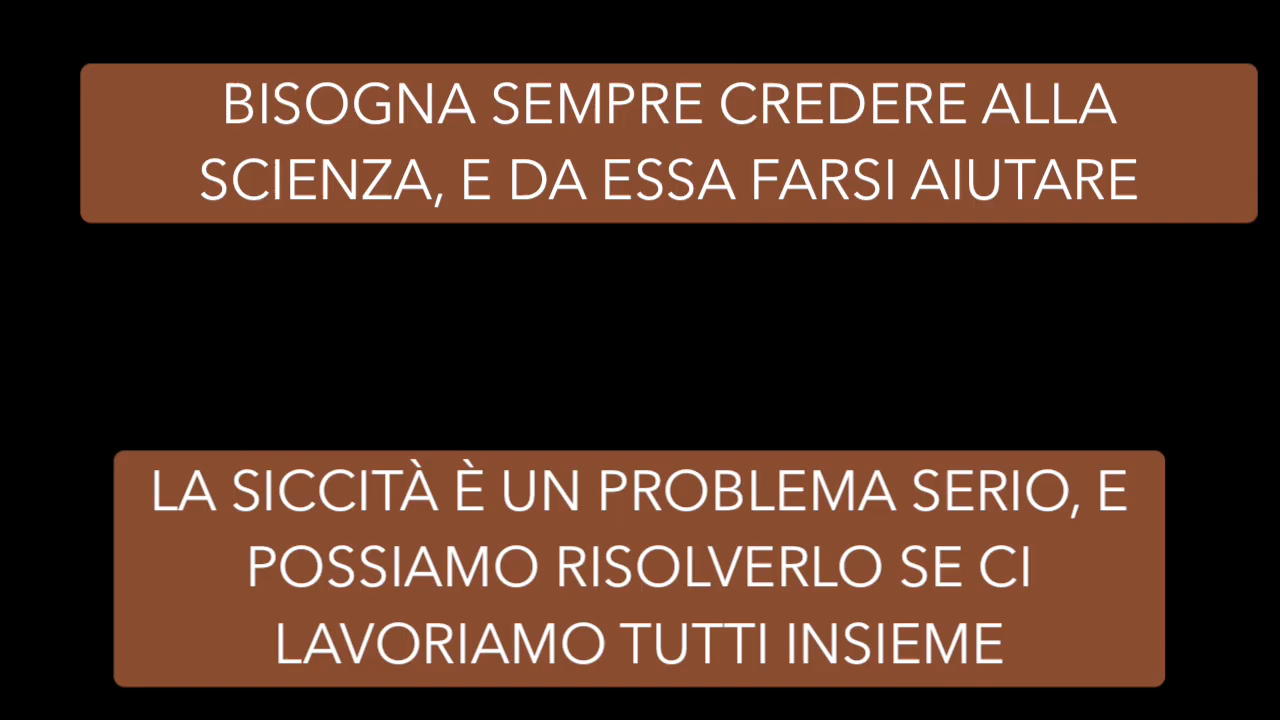 BISOGNA SEMPRE CREDERE ALLA
SCIENZA, E DA ESSA FARSI AIUTARE
LA SICCITÀ È UN PROBLEMA SERIO, E
POSSIAMO RISOLVERLO SE CI
LAVORIAMO TUTTI INSIEME